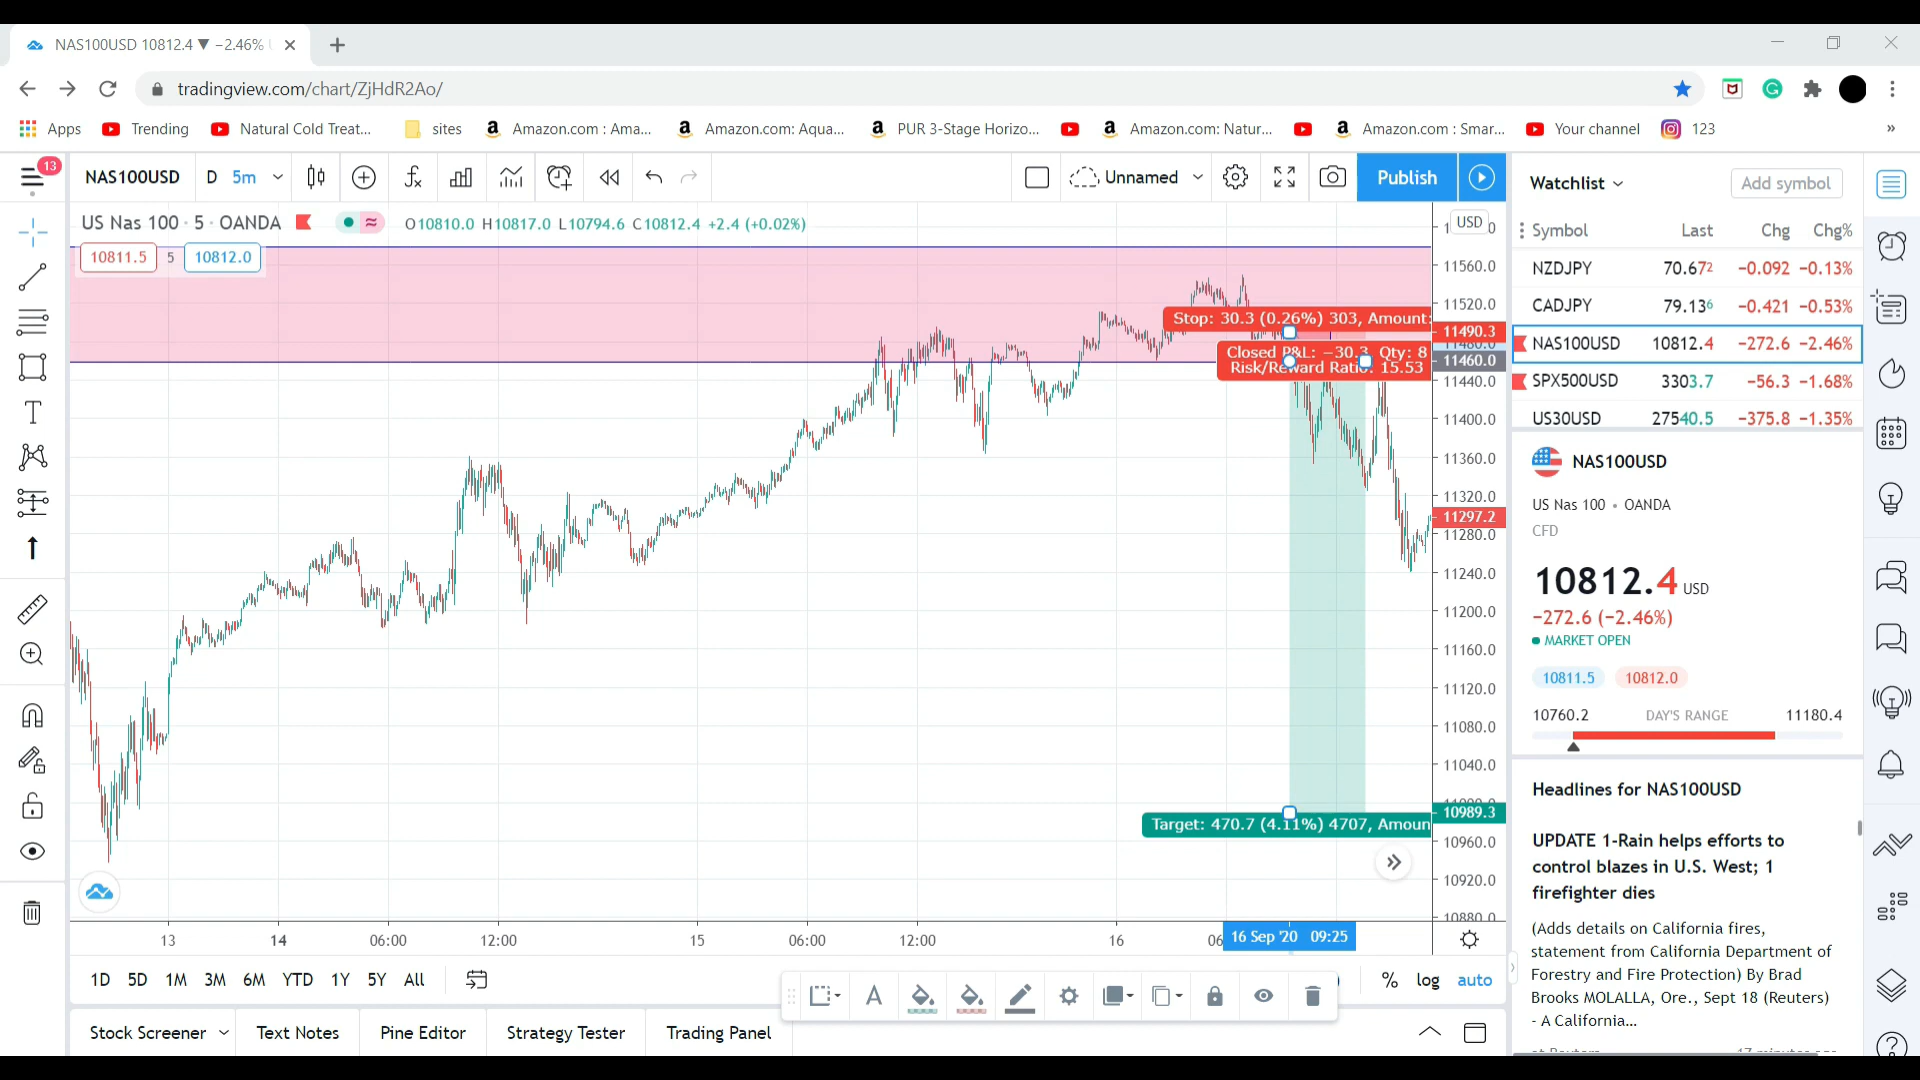 NAS100USD 10812.4 ▼ −2.46%
tradingview.com/chart/ZjHdR2Ao/
Apps
Trending
Natural Cold Treat...
sites
Amazon.com : Ama...
Amazon.com: Aqua...
PUR 3-Stage Horizo...
Amazon.com: Natur...
Amazon.com : Smar...
Your channel
123
»
13
NAS100USD
D
5m
Unnamed
Publish
US Nas 100 · 5 · OANDA
O10810.0 H10817.0 L10794.6 C10812.4 +2.4 (+0.02%)
USD
10811.5
5
10812.0
Stop: 30.3 (0.26%) 303, Amount:
Closed P&L: −30.3, Qty: 8
Risk/Reward Ratio: 15.53
Target: 470.7 (4.11%) 4707, Amoun
11560.0
11520.0
11490.3
11460.0
11440.0
11400.0
11360.0
11320.0
11297.2
11280.0
11240.0
11200.0
11160.0
11120.0
11080.0
11040.0
10989.3
10960.0
10920.0
10880.0
13
14
06:00
12:00
15
06:00
12:00
16
16 Sep '20 09:25
1D
5D
1M
3M
6M
YTD
1Y
5Y
All
%
log
auto
Stock Screener
Text Notes
Pine Editor
Strategy Tester
Trading Panel
Watchlist
Add symbol
Symbol Last Chg Chg%
NZDJPY 70.672 −0.092 −0.13%
CADJPY 79.136 −0.421 −0.53%
NAS100USD 10812.4 −272.6 −2.46%
SPX500USD 3303.7 −56.3 −1.68%
US30USD 27540.5 −375.8 −1.35%
NAS100USD
US Nas 100 • OANDA
CFD
10812.4 USD
−272.6 (−2.46%)
MARKET OPEN
10811.5
10812.0
10760.2 DAY'S RANGE 11180.4
Headlines for NAS100USD
UPDATE 1-Rain helps efforts to
control blazes in U.S. West; 1
firefighter dies
(Adds details on California fires,
statement from California Department of
Forestry and Fire Protection) By Brad
Brooks MOLALLA, Ore., Sept 18 (Reuters)
- A California...